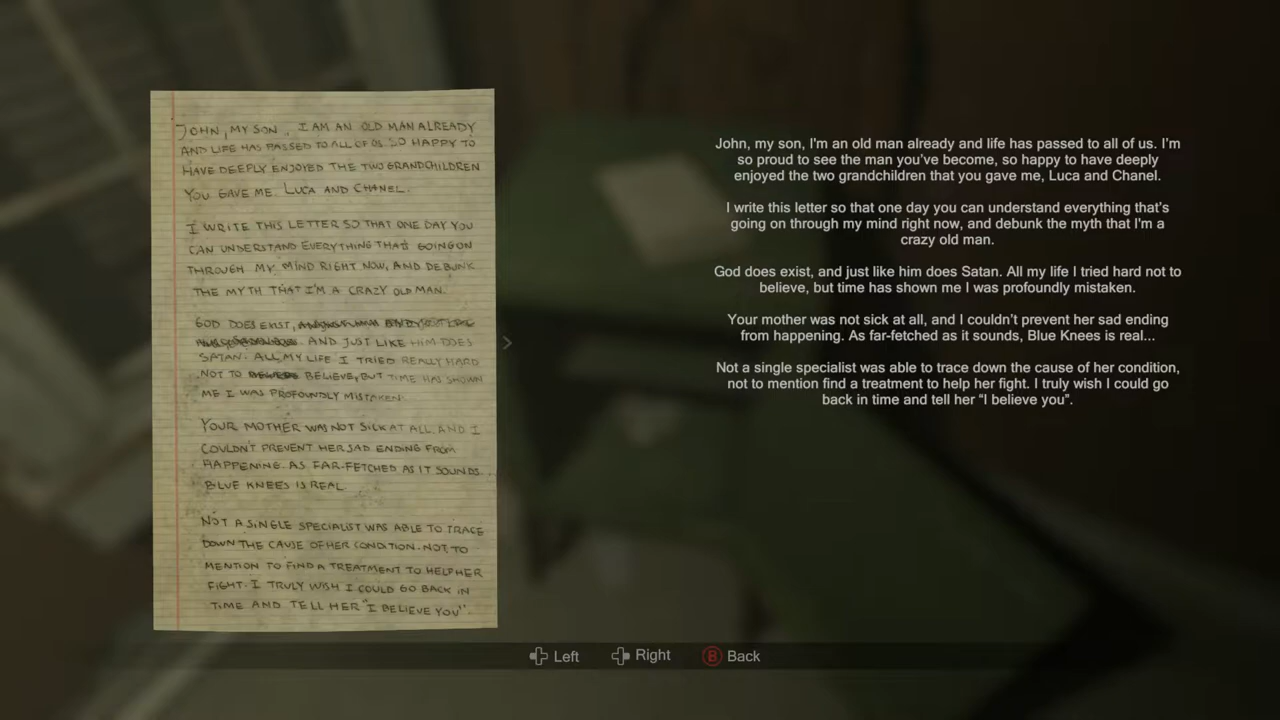 JOHN, MY SON, I AM AN OLD MAN ALREADY
AND LIFE HAS PASSED TO ALL OF US. SO HAPPY TO
HAVE DEEPLY ENJOYED THE TWO GRANDCHILDREN
YOU GAVE ME. LUCA AND CHANEL.
I WRITE THIS LETTER SO THAT ONE DAY YOU
CAN UNDERSTAND EVERYTHING THAT'S GOING ON
THROUGH MY MIND RIGHT NOW, AND DEBUNK
THE MYTH THAT I'M A CRAZY OLD MAN.
GOD DOES EXIST,
AND JUST LIKE HIM DOES
SATAN. ALL MY LIFE I TRIED REALLY HARD
NOT TO BELIEVE, BUT TIME HAS SHOWN
ME I WAS PROFOUNDLY MISTAKEN.
YOUR MOTHER WAS NOT SICK AT ALL, AND I
COULDN'T PREVENT HER SAD ENDING FROM
HAPPENING. AS FAR-FETCHED AS IT SOUNDS..
BLUE KNEES IS REAL
NOT A SINGLE SPECIALIST WAS ABLE TO TRACE
DOWN THE CAUSE OF HER CONDITION. NOT TO
MENTION TO FIND A TREATMENT TO HELP HER
FIGHT. I TRULY WISH I COULD GO BACK IN
TIME AND TELL HER "I BELIEVE YOU".
John, my son, I'm an old man already and life has passed to all of us. I'm
so proud to see the man you've become, so happy to have deeply
enjoyed the two grandchildren that you gave me, Luca and Chanel.
I write this letter so that one day you can understand everything that's
going on through my mind right now, and debunk the myth that I'm a
crazy old man.
God does exist, and just like him does Satan. All my life I tried hard not to
believe, but time has shown me I was profoundly mistaken.
Your mother was not sick at all, and I couldn't prevent her sad ending
from happening. As far-fetched as it sounds, Blue Knees is real...
Not a single specialist was able to trace down the cause of her condition,
not to mention find a treatment to help her fight. I truly wish I could go
back in time and tell her “I believe you”.
Left Right B Back